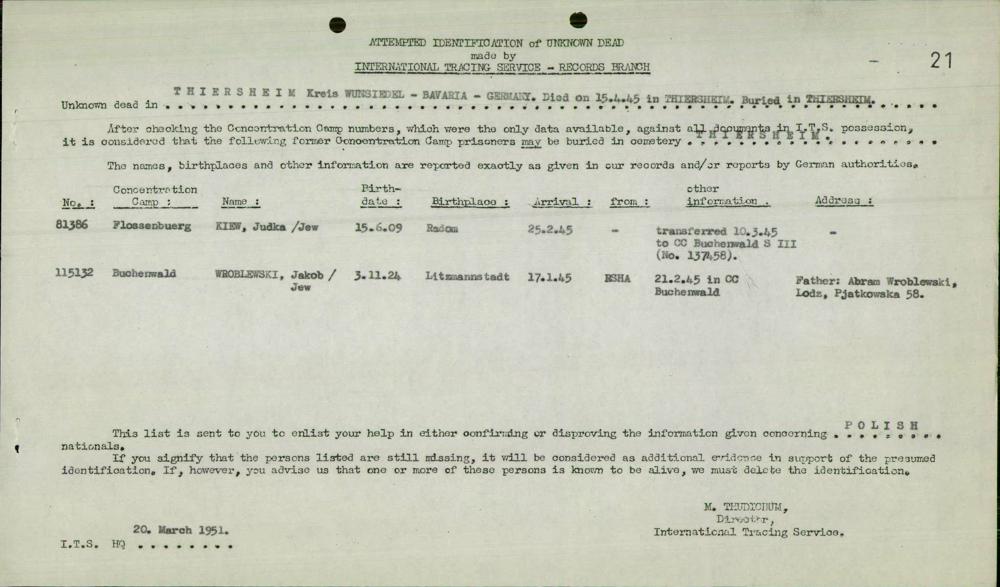 ATTEMPTED IDENTIFICATION of UNKNOWN DEAD
made by
INTERNATIONAL TRACING SERVICE - RECORDS BRANCH
21
Unknown dead in THIERSHEIM Kreis WUNSIEDEL - BAVARIA - GERMANY. Died on 15.4.45 in THIERSHEIM. Buried in THIERSHEIM.
After checking the Concentration Camp numbers, which were the only data available, against all documents in I.T.S. possession,
it is considered that the following former Concentration Camp prisoners may be buried in cemetery THIERSHEIM.
The names, birthplaces and other information are reported exactly as given in our records and/or reports by German authorities.
No. : Concentration Camp : Name : Birth-date : Birthplace : Arrival : from : other information . Address :
81386 Flossenbuerg KIEW, Judka /Jew 15.6.09 Radom 25.2.45 - transferred 10.3.45 -
to CC Buchenwald S III
(No. 137458).
115132 Buchenwald WROBLEWSKI, Jakob / 3.11.24 Litzmannstadt 17.1.45 RSHA 21.2.45 in CC Father: Abram Wroblewski,
Jew Buchenwald Lodz, Pjatkowska 58.
This list is sent to you to enlist your help in either confirming or disproving the information given concerning POLISH
nationals.
If you signify that the persons listed are still missing, it will be considered as additional evidence in support of the presumed
identification. If, however, you advise us that one or more of these persons is known to be alive, we must delete the identification.
M. THUDICHUM,
Director,
International Tracing Service.
20. March 1951.
I.T.S. HQ . . . . . . . .